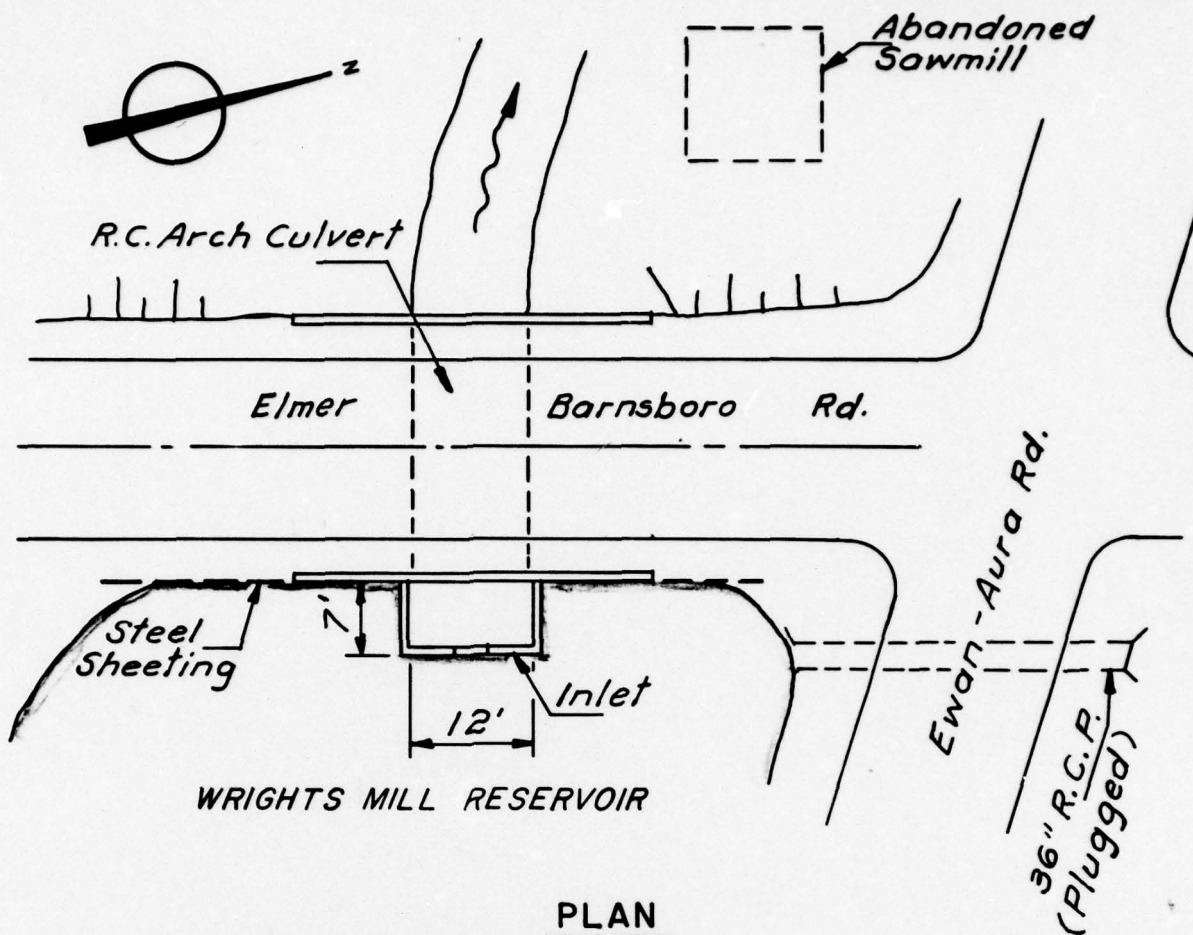 Abandoned
Sawmill
N
R.C. Arch Culvert
Elmer Barnsboro Rd.
Ewan-Aura Rd.
Steel
Sheeting
7'
Inlet
12'
36" R.C.P.
(Plugged)
WRIGHTS MILL RESERVOIR
PLAN